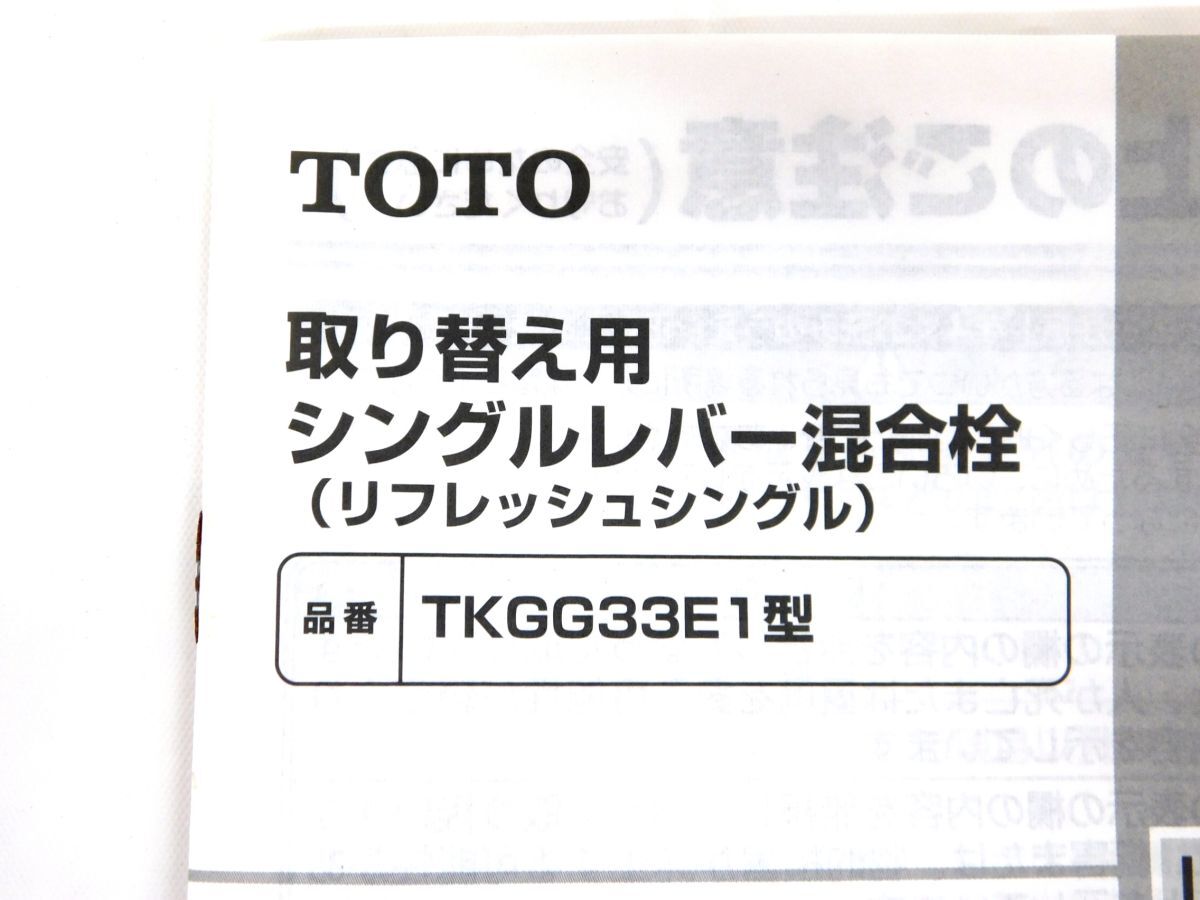 TOTO
取り替え用
シングルレバー混合栓
（リフレッシュシングル）
品番 TKGG33E1型